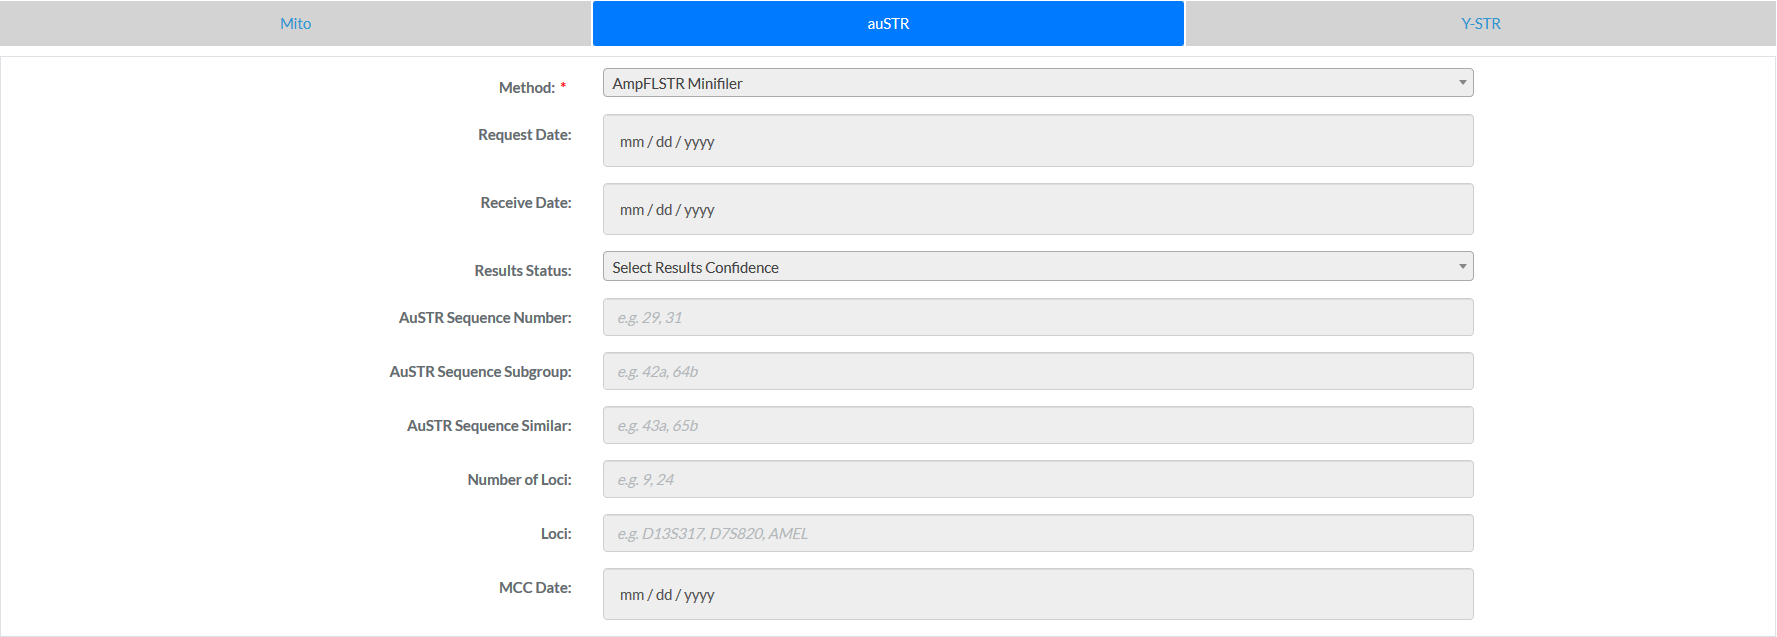 Mito auSTR Y-STR
Method: * AmpFLSTR Minifiler
Request Date: mm / dd / yyyy
Receive Date: mm / dd / yyyy
Results Status: Select Results Confidence
AuSTR Sequence Number: e.g. 29, 31
AuSTR Sequence Subgroup: e.g. 42a, 64b
AuSTR Sequence Similar: e.g. 43a, 65b
Number of Loci: e.g. 9, 24
Loci: e.g. D13S317, D7S820, AMEL
MCC Date: mm / dd / yyyy